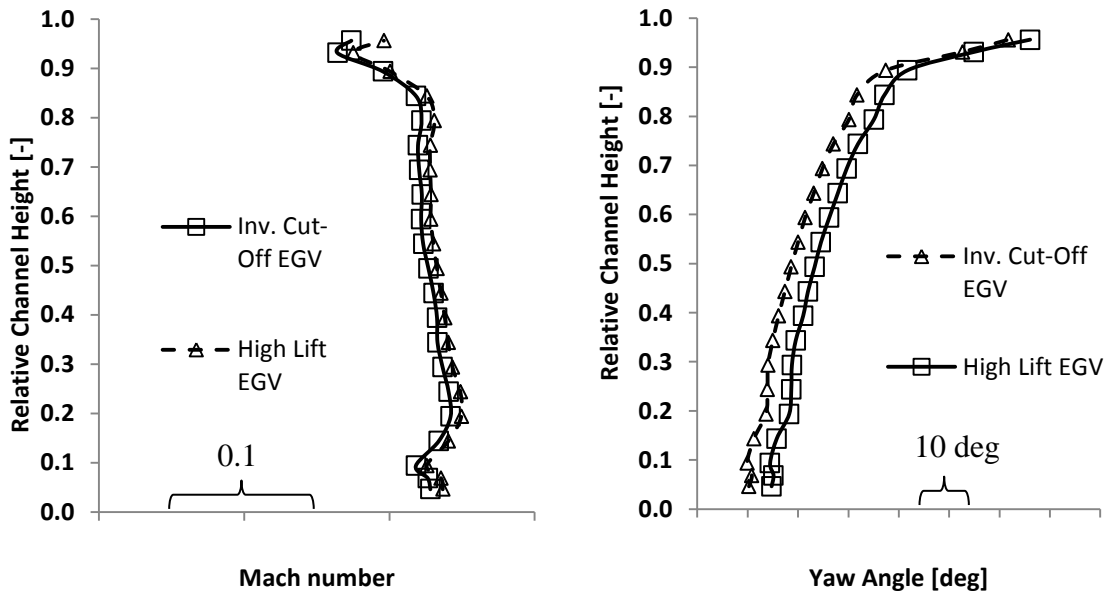 1.0
0.9
0.8
0.7
0.6
0.5
0.4
0.3
0.2
0.1
0.0
Relative Channel Height [-]
Inv. Cut-
Off EGV
High Lift
EGV
0.1
Mach number
1.0
0.9
0.8
0.7
0.6
0.5
0.4
0.3
0.2
0.1
0.0
Relative Channel Height [-]
Inv. Cut-Off
EGV
High Lift EGV
10 deg
Yaw Angle [deg]